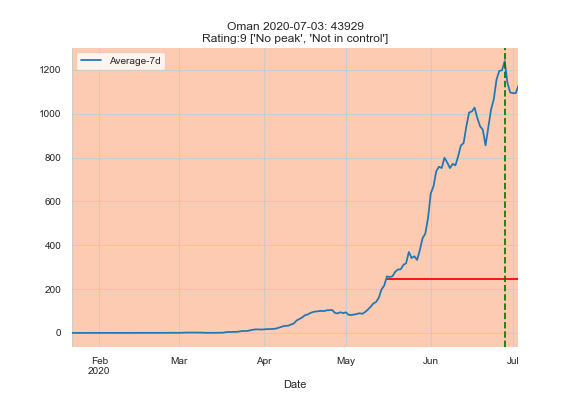 Oman 2020-07-03: 43929
Rating:9 ['No peak', 'Not in control']
Average-7d
1200
1000
800
600
400
200
0
Feb Mar Apr May Jun Jul
2020
Date